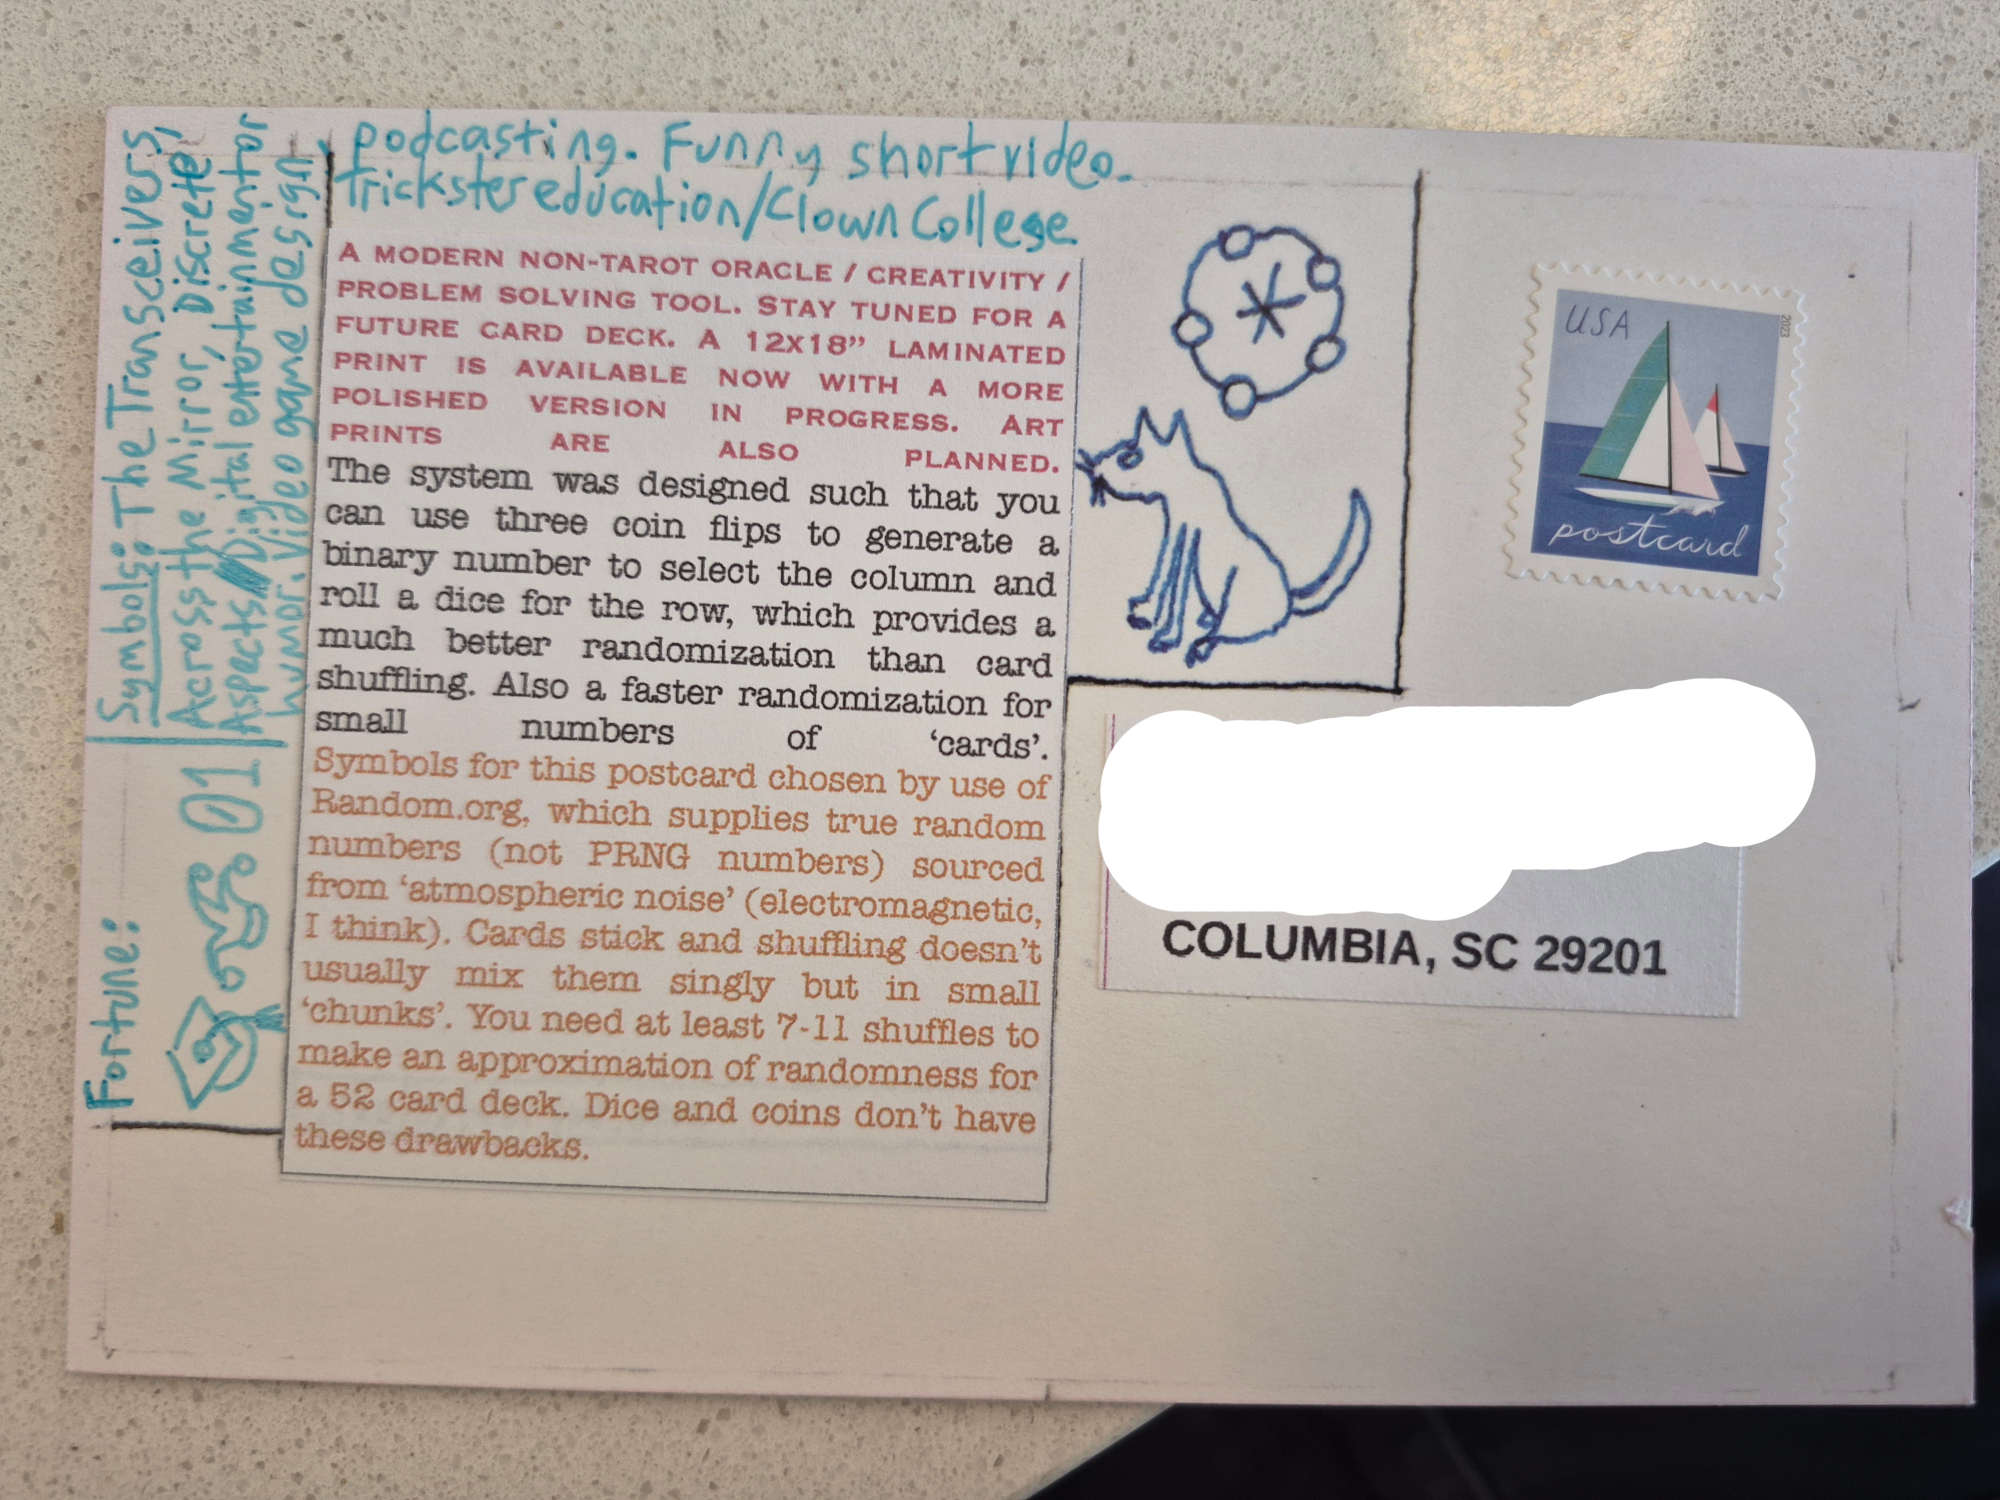 Symbols: The Transceivers,
Across the Mirror, Discrete
Aspects Digital entertainment or
humor. Video game design,
podcasting. Funny short video.
Trickster education/Clown College
Fortune:
01
A MODERN NON-TAROT ORACLE / CREATIVITY /
PROBLEM SOLVING TOOL. STAY TUNED FOR A
FUTURE CARD DECK. A 12X18” LAMINATED
PRINT IS AVAILABLE NOW WITH A MORE
POLISHED VERSION IN PROGRESS. ART
PRINTS ARE ALSO PLANNED.
The system was designed such that you
can use three coin flips to generate a
binary number to select the column and
roll a dice for the row, which provides a
much better randomization than card
shuffling. Also a faster randomization for
small numbers of ‘cards’.
Symbols for this postcard chosen by use of
Random.org, which supplies true random
numbers (not PRNG numbers) sourced
from ‘atmospheric noise’ (electromagnetic,
I think). Cards stick and shuffling doesn’t
usually mix them singly but in small
‘chunks’. You need at least 7-11 shuffles to
make an approximation of randomness for
a 52 card deck. Dice and coins don’t have
these drawbacks.
USA
2023
postcard
COLUMBIA, SC 29201